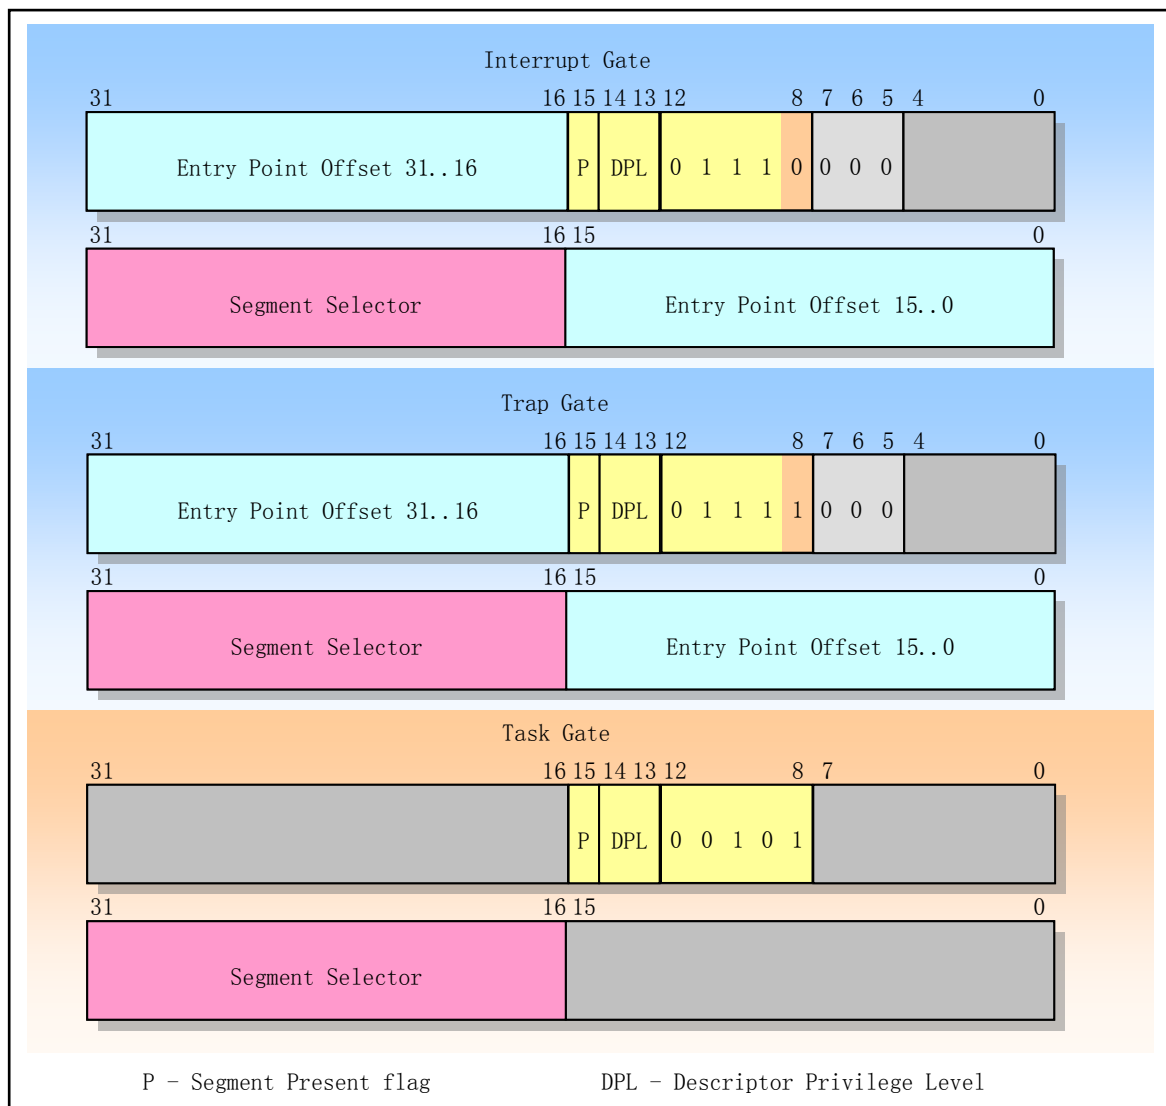 Interrupt Gate
31 16 15 14 13 12 8 7 6 5 4 0
Entry Point Offset 31..16 P DPL 0 1 1 1 0 0 0 0
31 16 15 0
Segment Selector Entry Point Offset 15..0
Trap Gate
31 16 15 14 13 12 8 7 6 5 4 0
Entry Point Offset 31..16 P DPL 0 1 1 1 1 0 0 0
31 16 15 0
Segment Selector Entry Point Offset 15..0
Task Gate
31 16 15 14 13 12 8 7 0
P DPL 0 0 1 0 1
31 16 15 0
Segment Selector
P - Segment Present flag DPL - Descriptor Privilege Level